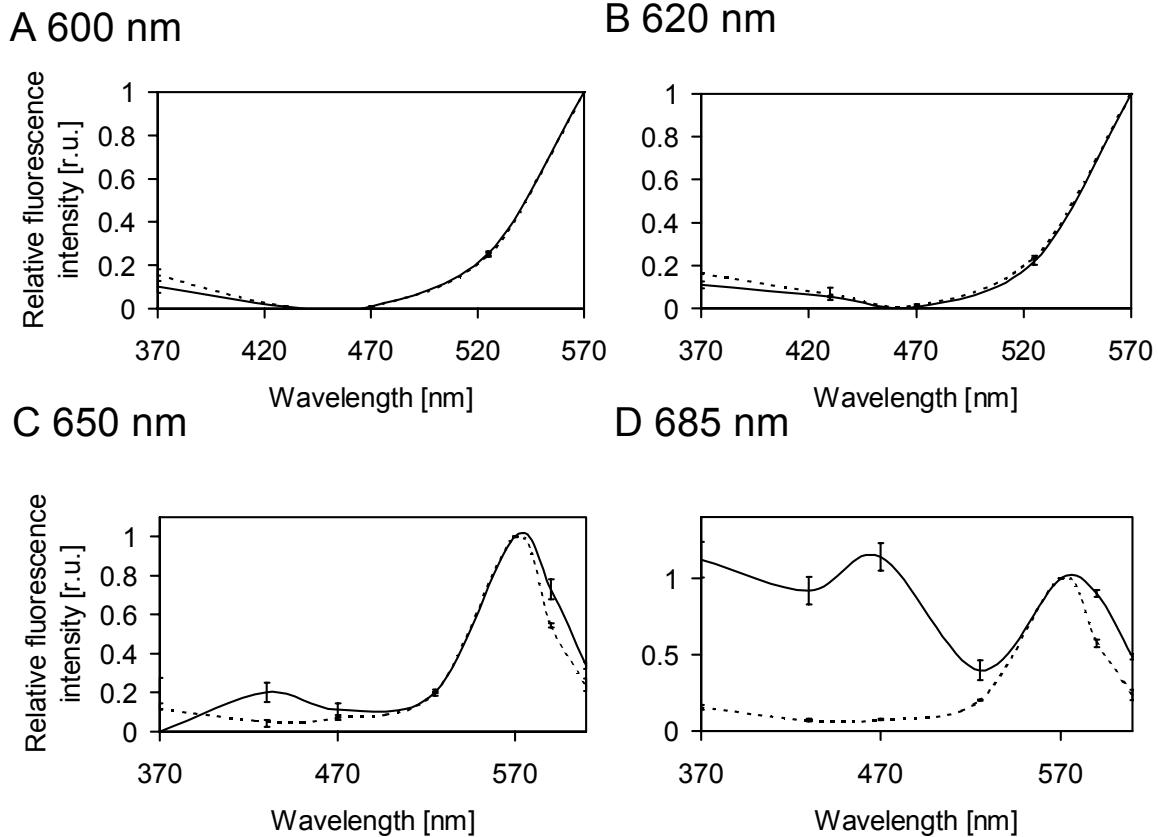 A 600 nm
Relative fluorescence
intensity [r.u.]
1
0.8
0.6
0.4
0.2
0
370 420 470 520 570
Wavelength [nm]
B 620 nm
1
0.8
0.6
0.4
0.2
0
370 420 470 520 570
Wavelength [nm]
C 650 nm
Relative fluorescence
intensity [r.u.]
1
0.8
0.6
0.4
0.2
0
370 470 570
Wavelength [nm]
D 685 nm
1
0.5
0
370 470 570
Wavelength [nm]